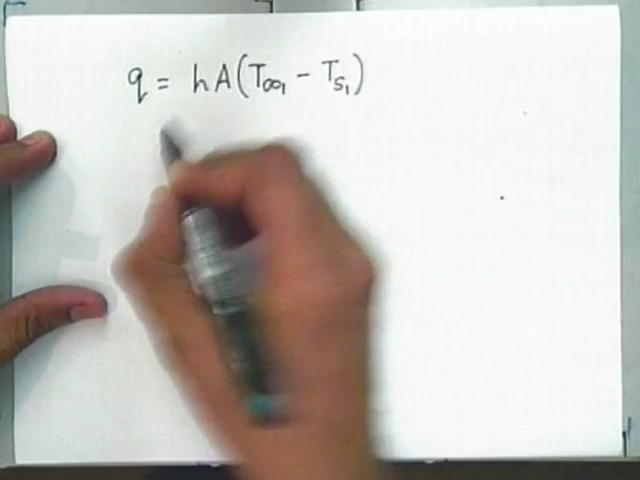 q = hA(T∞₁ - Ts₁)